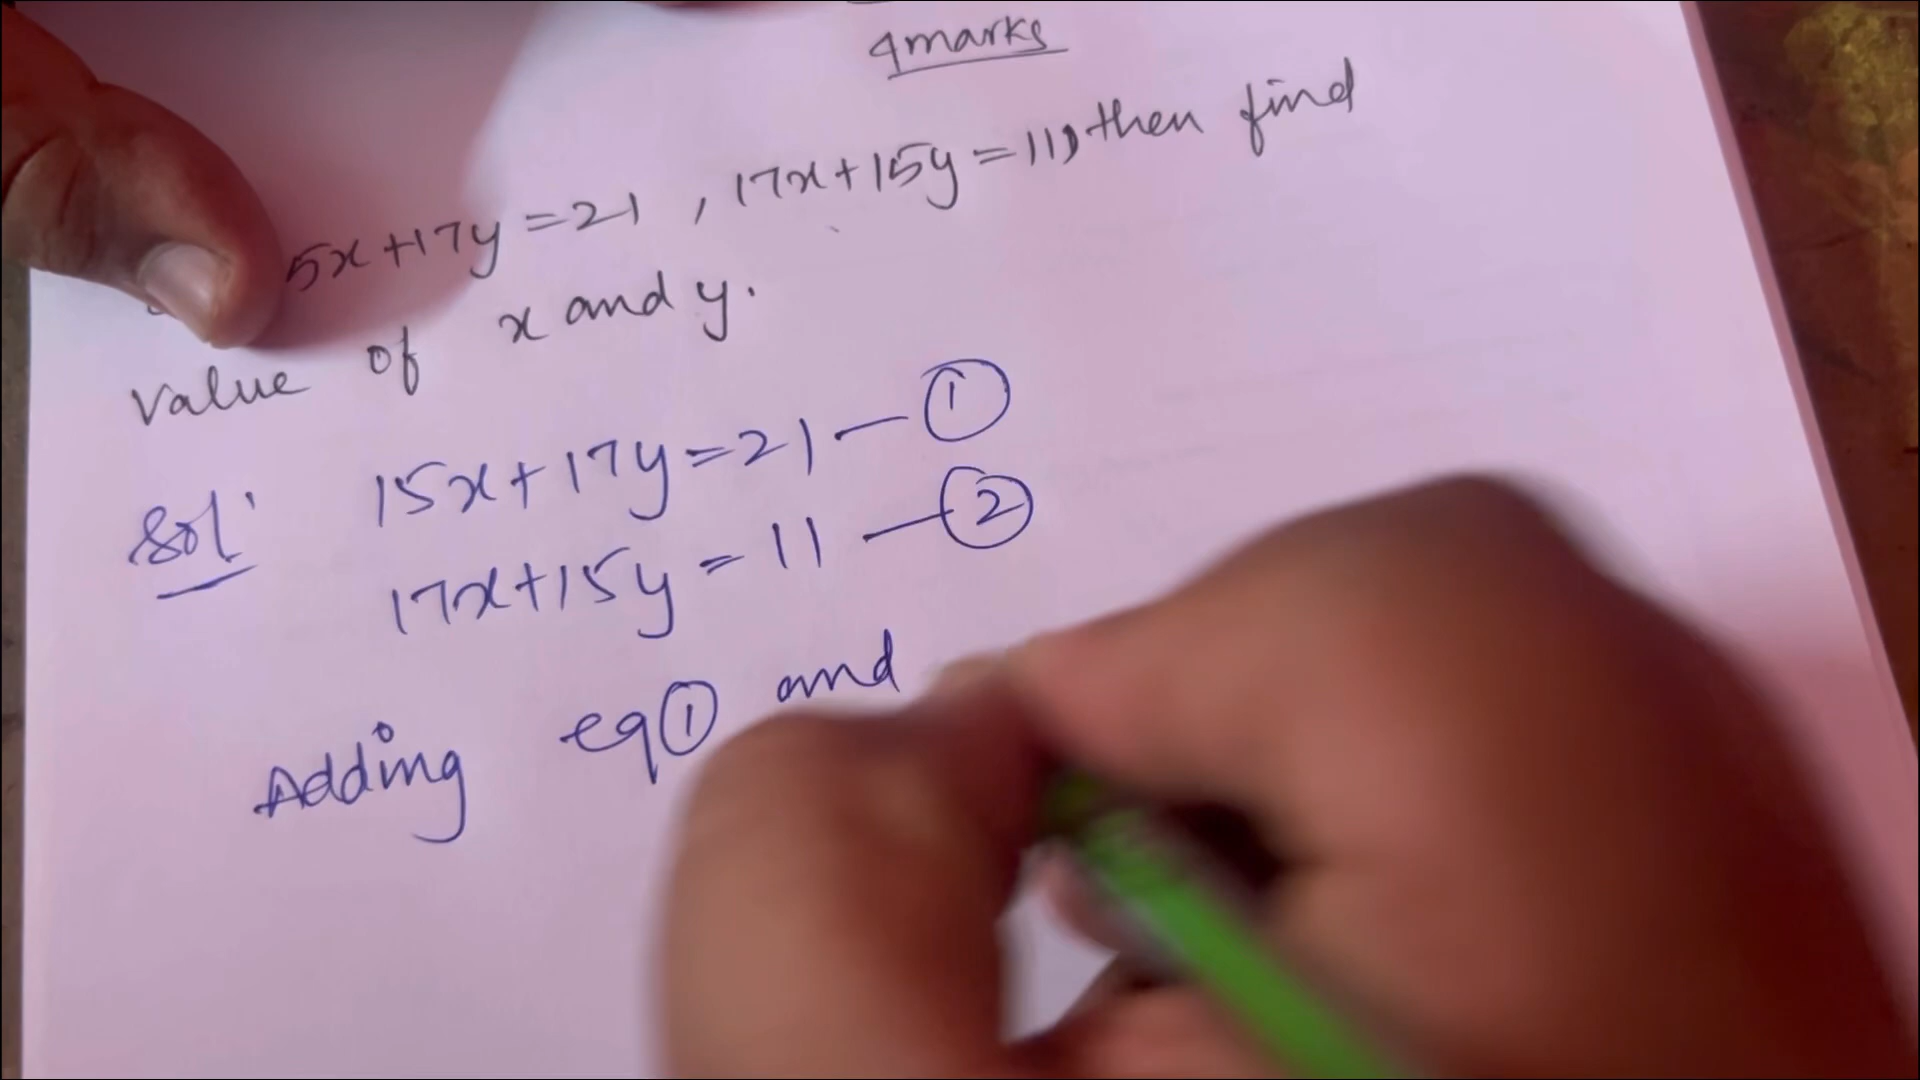 4marks
5x+17y=21, 17x+15y=11, then find
value of x and y.
Sol: 15x+17y=21—①
17x+15y=11—②
Adding eq① and